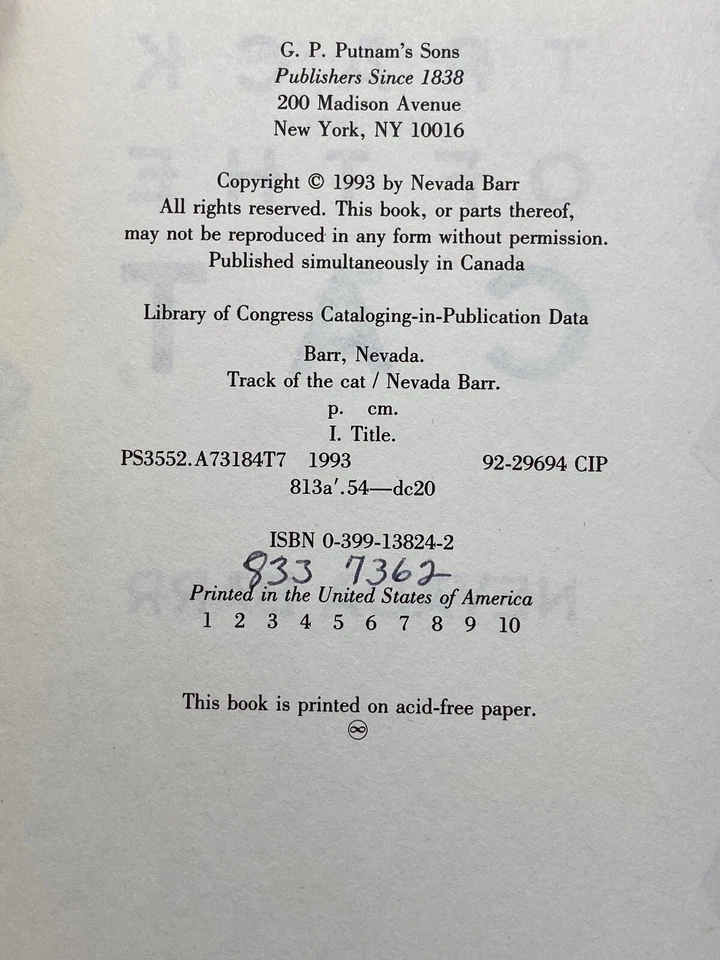 G. P. Putnam's Sons
Publishers Since 1838
200 Madison Avenue
New York, NY 10016
Copyright © 1993 by Nevada Barr
All rights reserved. This book, or parts thereof,
may not be reproduced in any form without permission.
Published simultaneously in Canada
Library of Congress Cataloging-in-Publication Data
Barr, Nevada.
Track of the cat / Nevada Barr.
p. cm.
I. Title.
PS3552.A73184T7 1993 92-29694 CIP
813a′.54—dc20
ISBN 0-399-13824-2
833 7362
Printed in the United States of America
1 2 3 4 5 6 7 8 9 10
This book is printed on acid-free paper.
♾